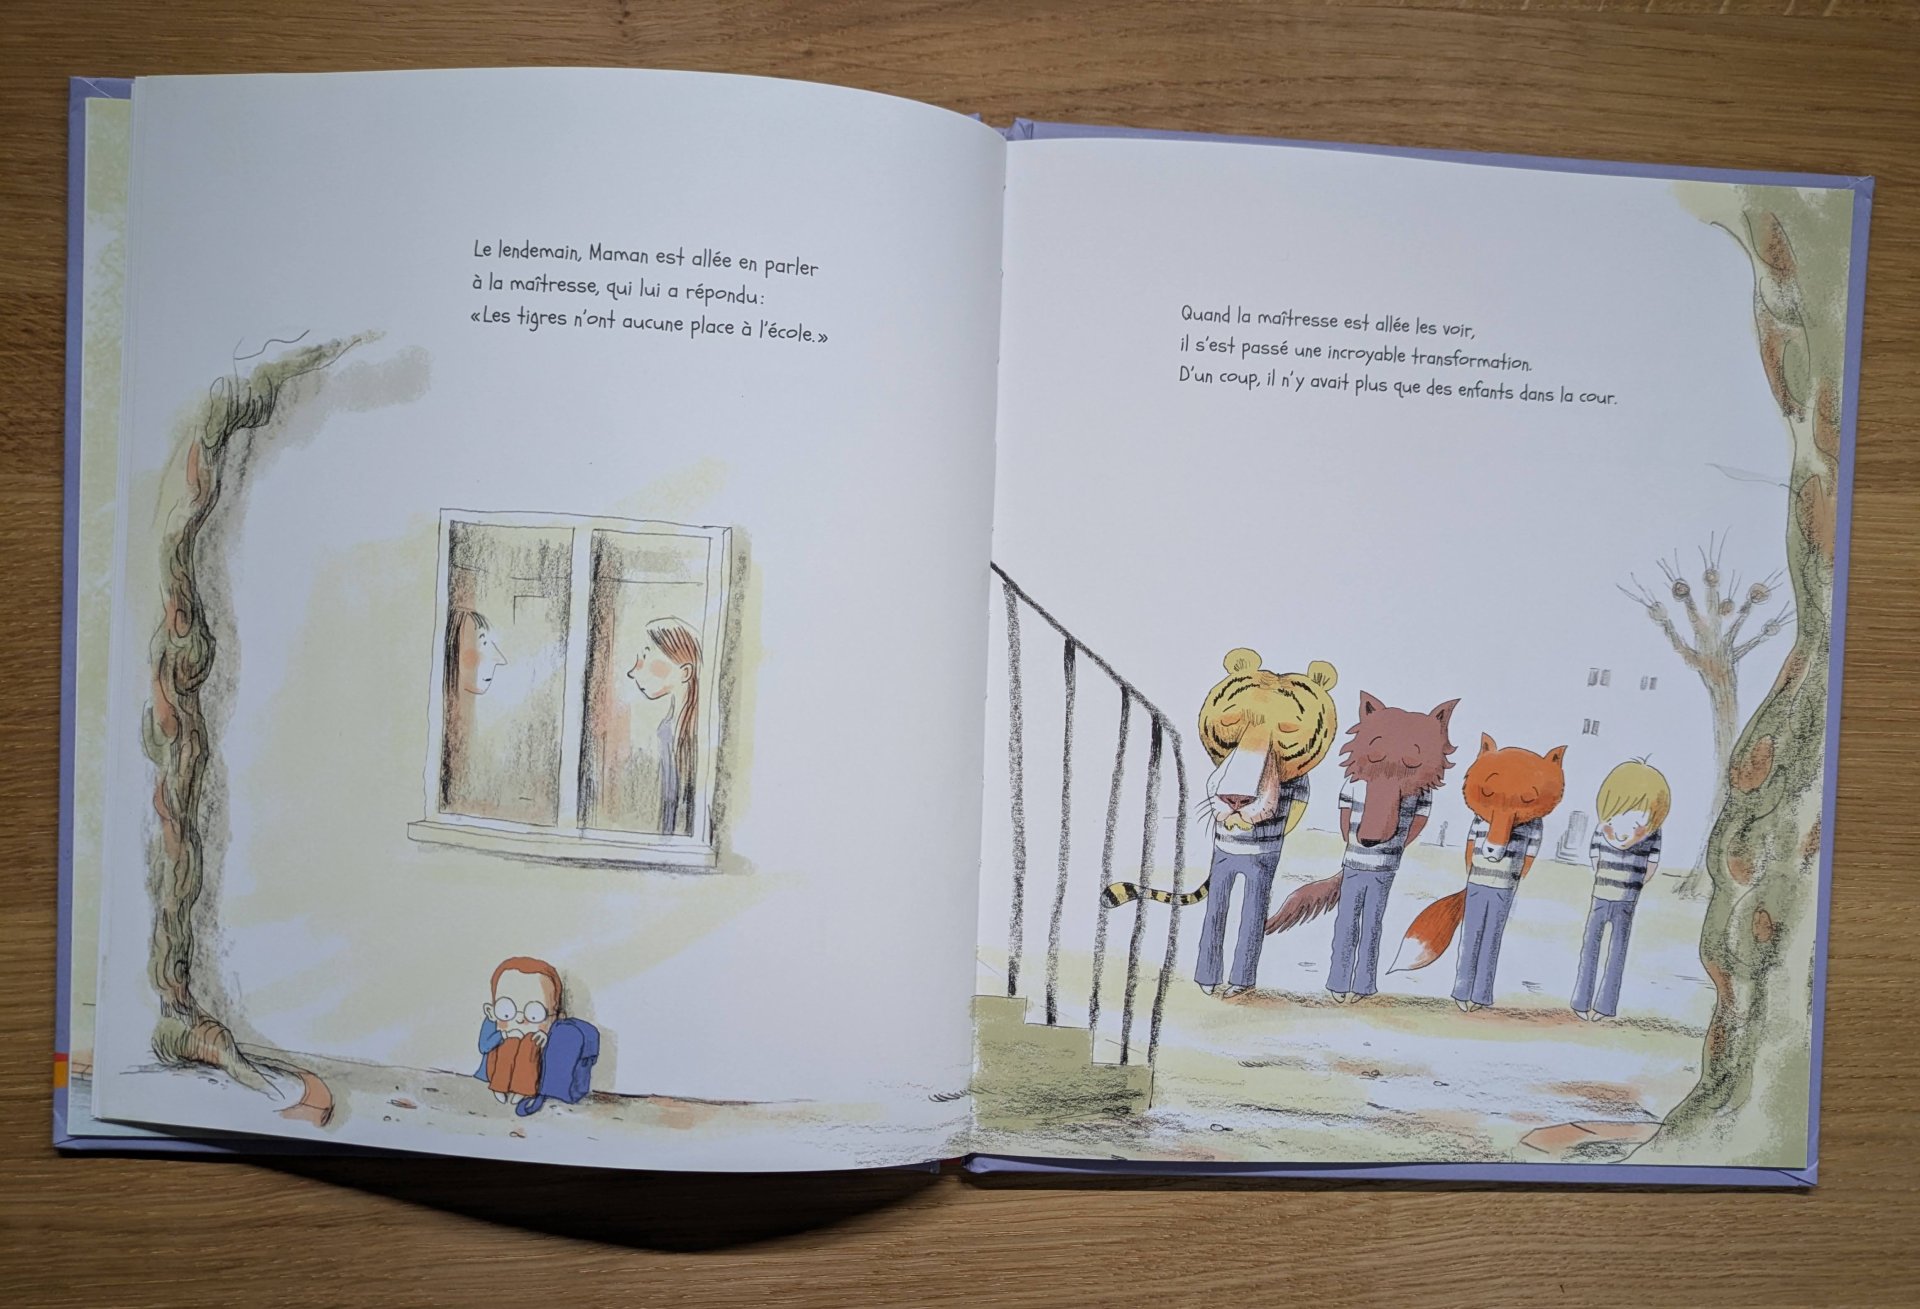 Le lendemain, Maman est allée en parler
à la maîtresse, qui lui a répondu :
«Les tigres n'ont aucune place à l'école.»
Quand la maîtresse est allée les voir,
il s'est passé une incroyable transformation.
D'un coup, il n'y avait plus que des enfants dans la cour.